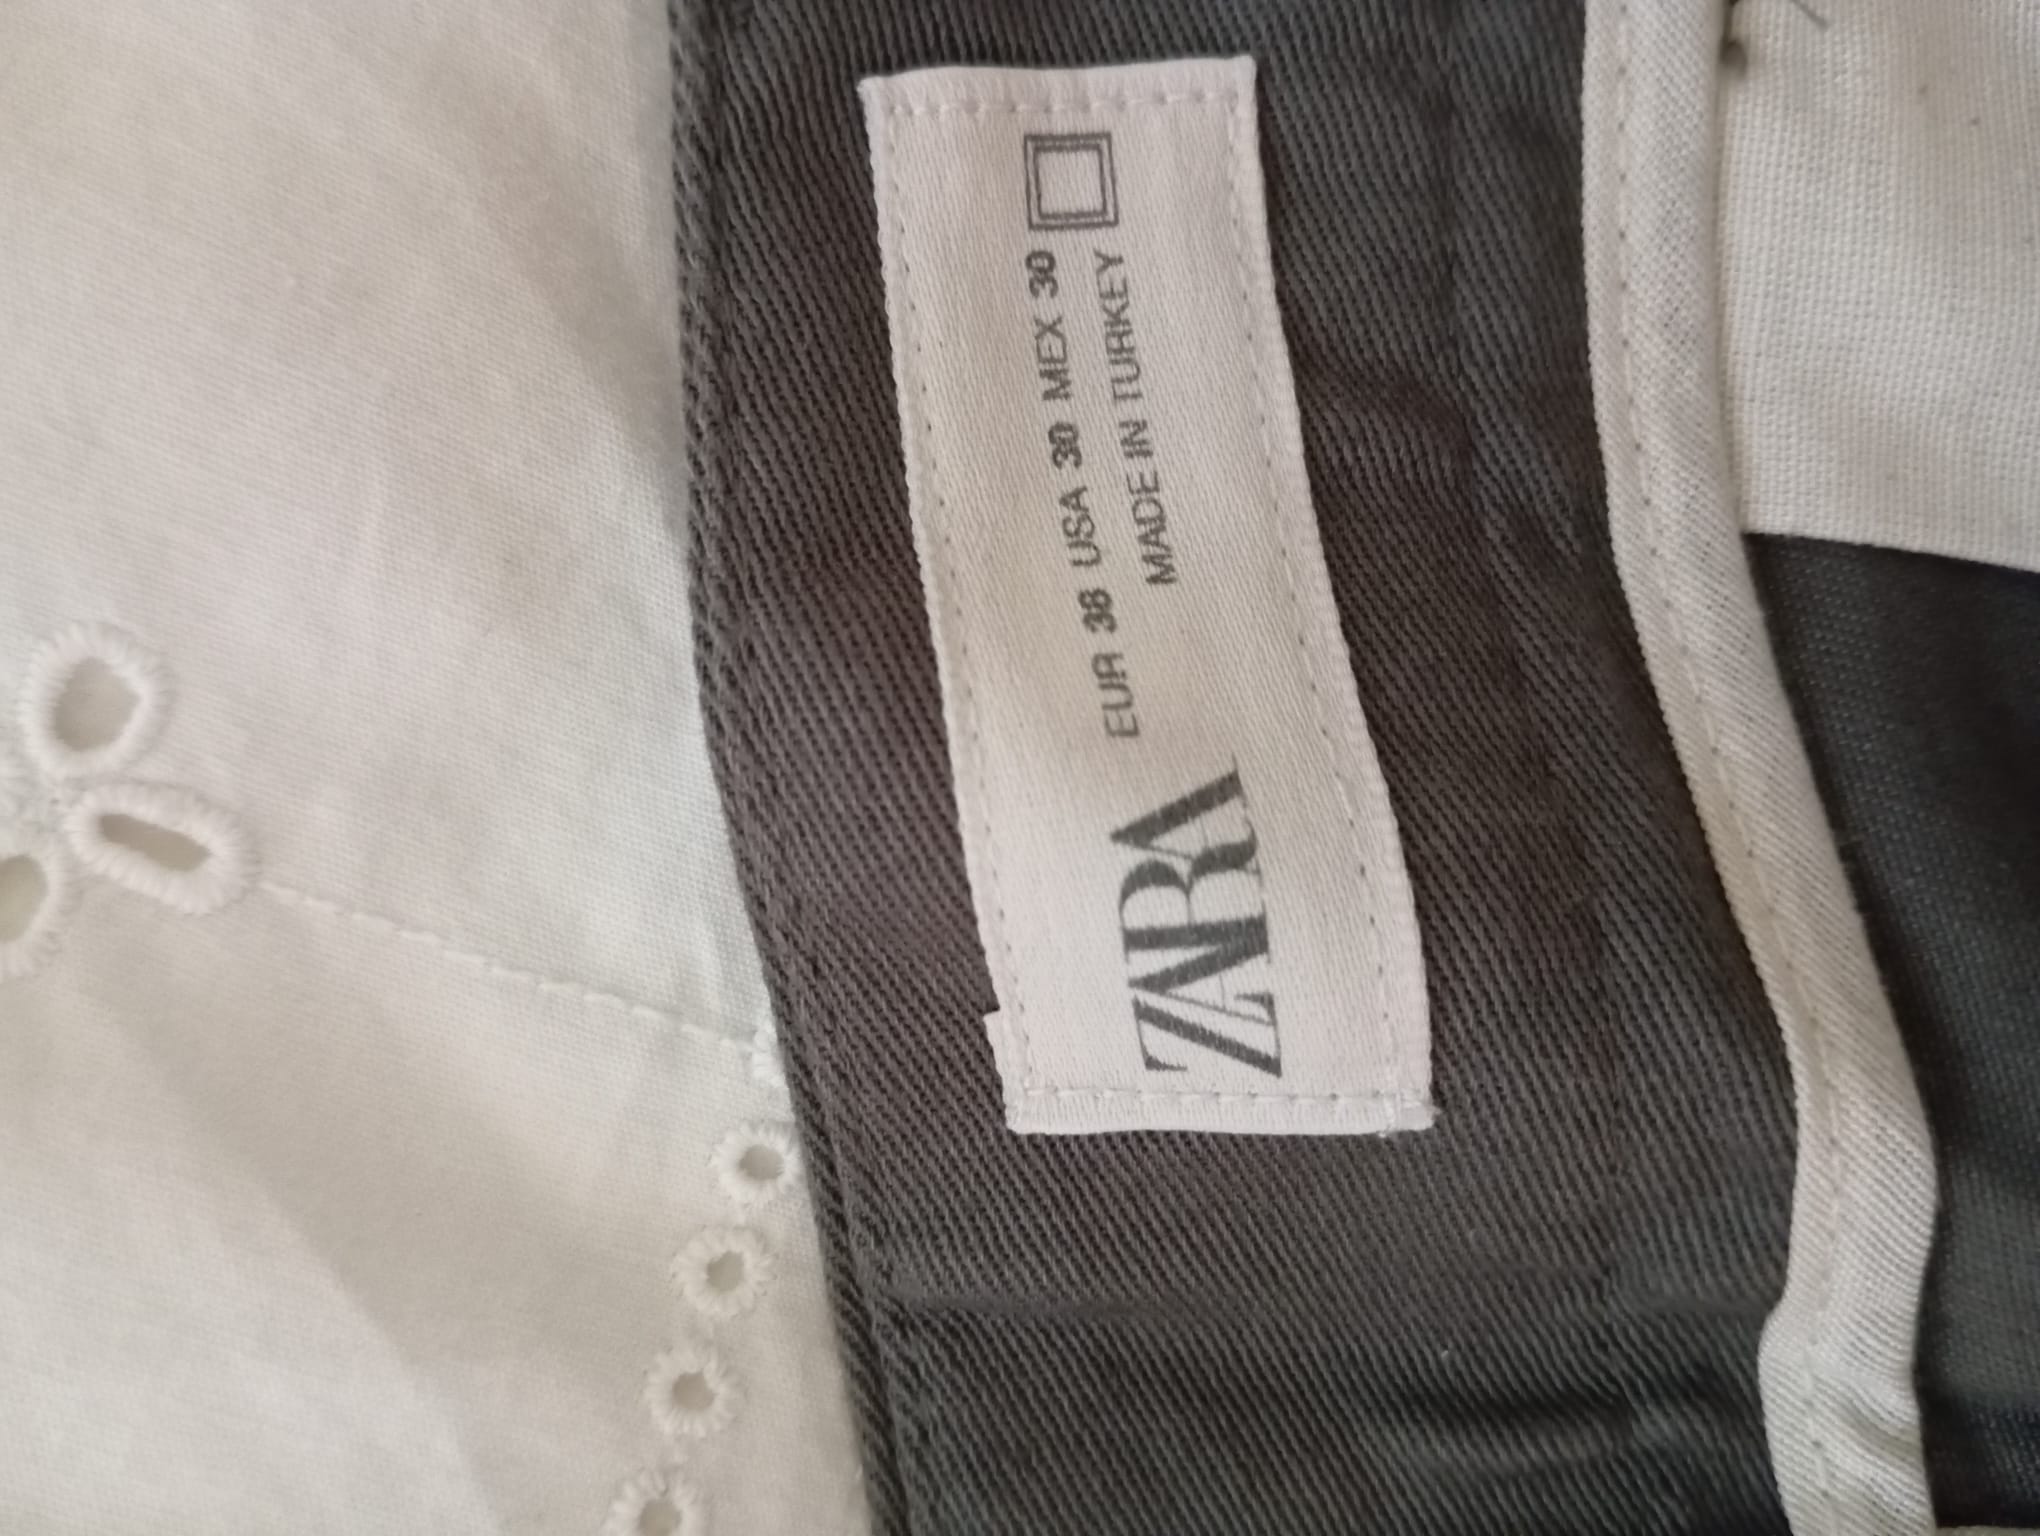 ZARA
EUR 38 USA 30 MEX 30
MADE IN TURKEY